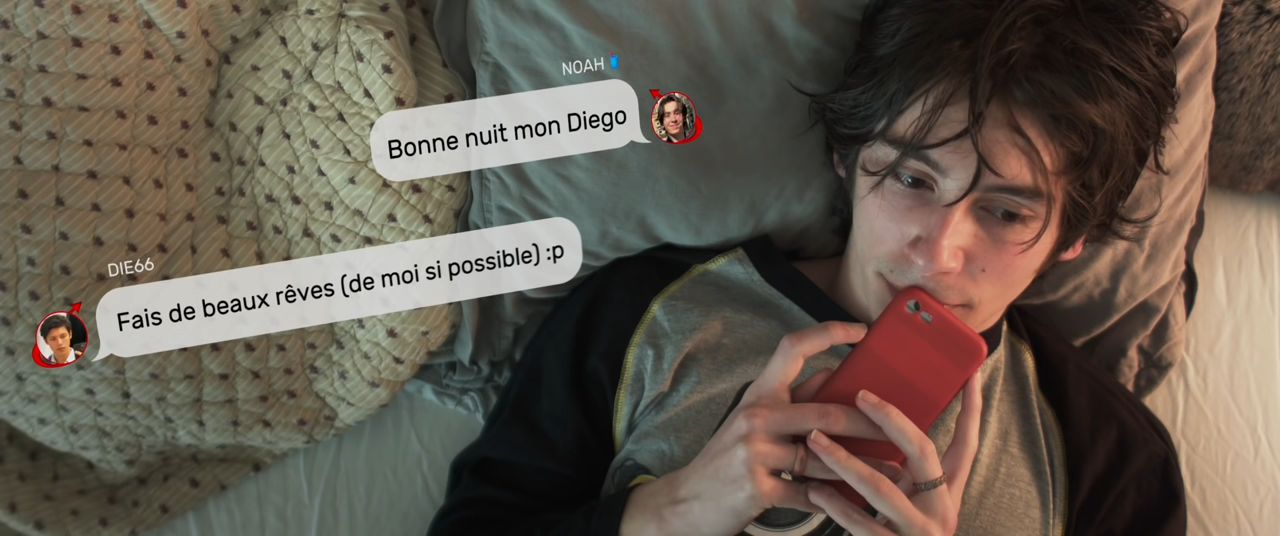 NOAH
Bonne nuit mon Diego
DIE66
Fais de beaux rêves (de moi si possible) :p